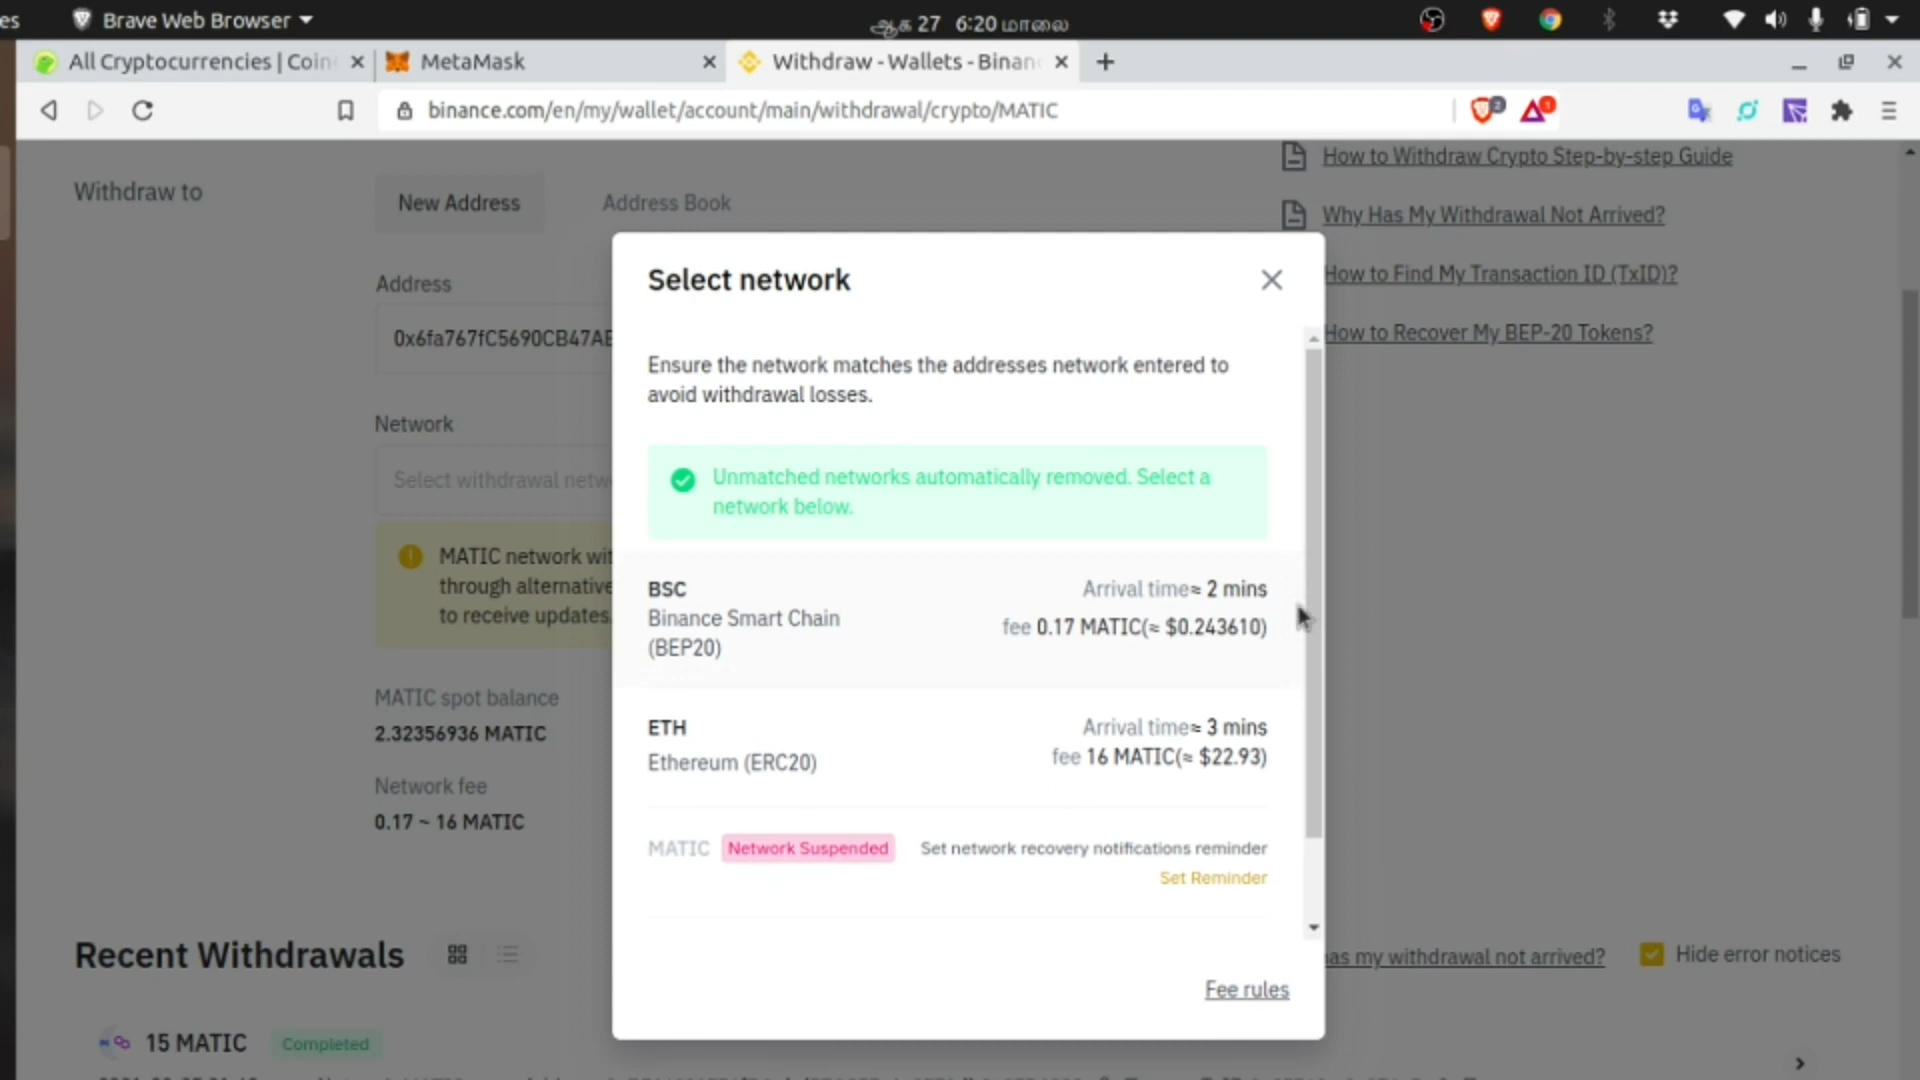 es
Brave Web Browser
ஆக 27 6:20 மாலை
All Cryptocurrencies | Coin
MetaMask
Withdraw - Wallets - Binan
binance.com/en/my/wallet/account/main/withdrawal/crypto/MATIC
2
1
How to Withdraw Crypto Step-by-step Guide
Withdraw to
New Address
Address Book
Why Has My Withdrawal Not Arrived?
Select network
How to Find My Transaction ID (TxID)?
Address
0x6fa767fC5690CB47AE
How to Recover My BEP-20 Tokens?
Ensure the network matches the addresses network entered to
avoid withdrawal losses.
Network
Select withdrawal netw
Unmatched networks automatically removed. Select a
network below.
MATIC network wit
through alternative
to receive updates.
BSC
Arrival time≈ 2 mins
Binance Smart Chain
(BEP20)
fee 0.17 MATIC(≈ $0.243610)
MATIC spot balance
2.32356936 MATIC
ETH
Arrival time≈ 3 mins
Ethereum (ERC20)
fee 16 MATIC(≈ $22.93)
Network fee
0.17 ~ 16 MATIC
MATIC Network Suspended
Set network recovery notifications reminder
Set Reminder
Recent Withdrawals
as my withdrawal not arrived?
Hide error notices
Fee rules
15 MATIC
Completed